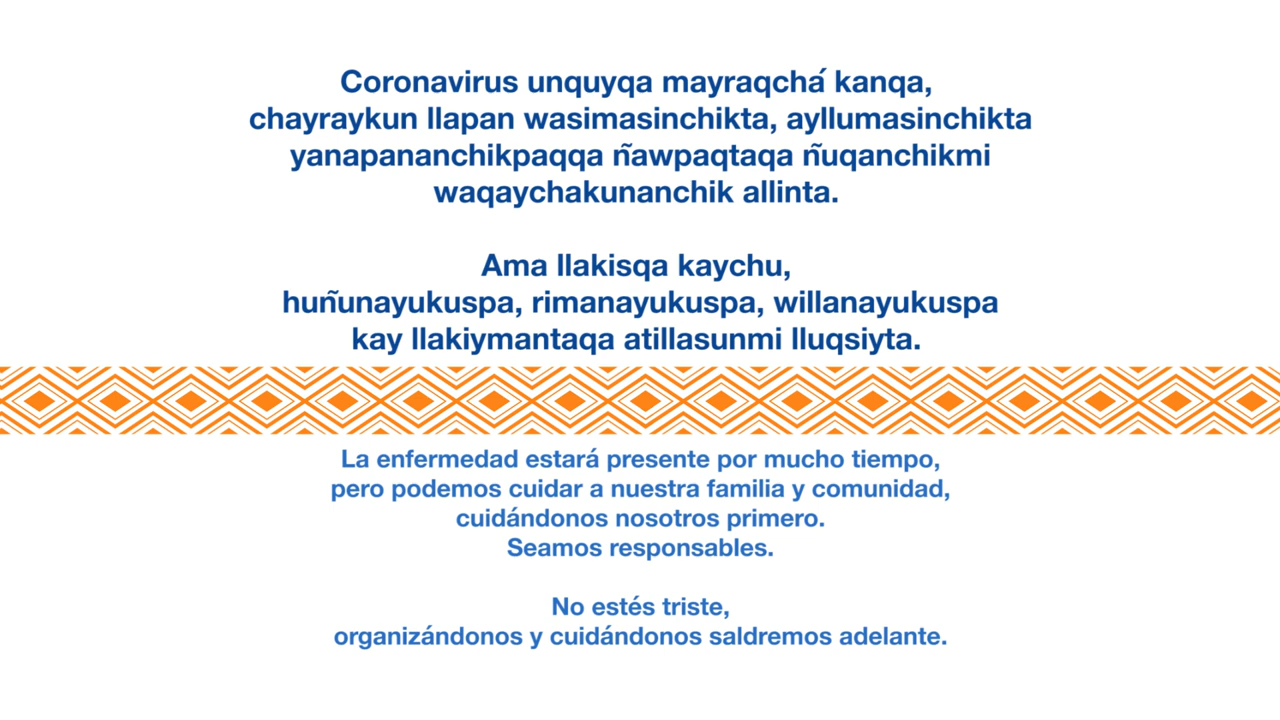 Coronavirus unquyqa mayraqchá kanqa,
chayraykun llapan wasimasinchikta, ayllumasinchikta
yanapananchikpaqqa ñawpaqtaqa ñuqanchikmi
waqaychakunanchik allinta.
Ama llakisqa kaychu,
huñunayukuspa, rimanayukuspa, willanayukuspa
kay llakiymantaqa atillasunmi lluqsiyta.
La enfermedad estará presente por mucho tiempo,
pero podemos cuidar a nuestra familia y comunidad,
cuidándonos nosotros primero.
Seamos responsables.
No estés triste,
organizándonos y cuidándonos saldremos adelante.